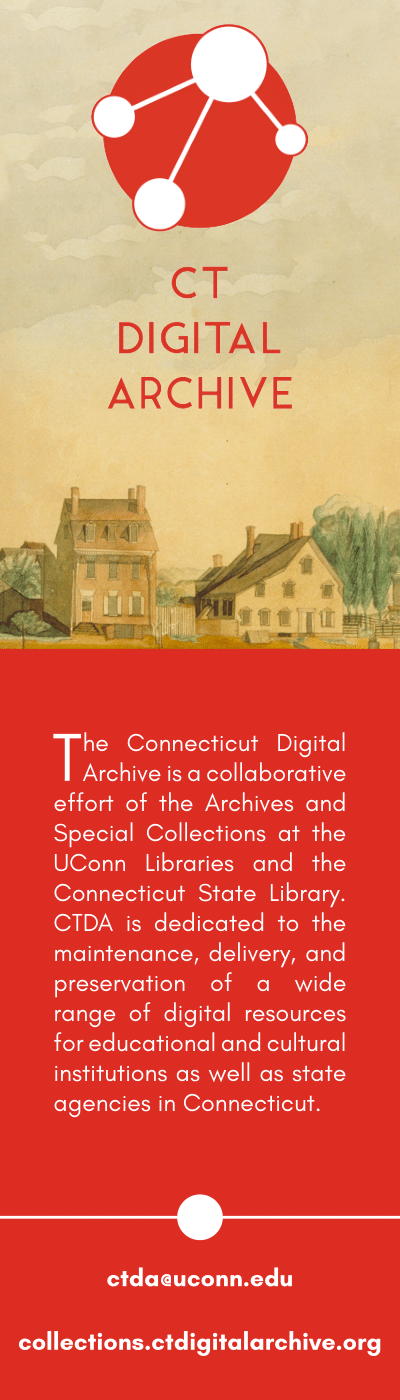 CT
DIGITAL
ARCHIVE
The Connecticut Digital
Archive is a collaborative
effort of the Archives and
Special Collections at the
UConn Libraries and the
Connecticut State Library.
CTDA is dedicated to the
maintenance, delivery, and
preservation of a wide
range of digital resources
for educational and cultural
institutions as well as state
agencies in Connecticut.
ctda@uconn.edu
collections.ctdigitalarchive.org